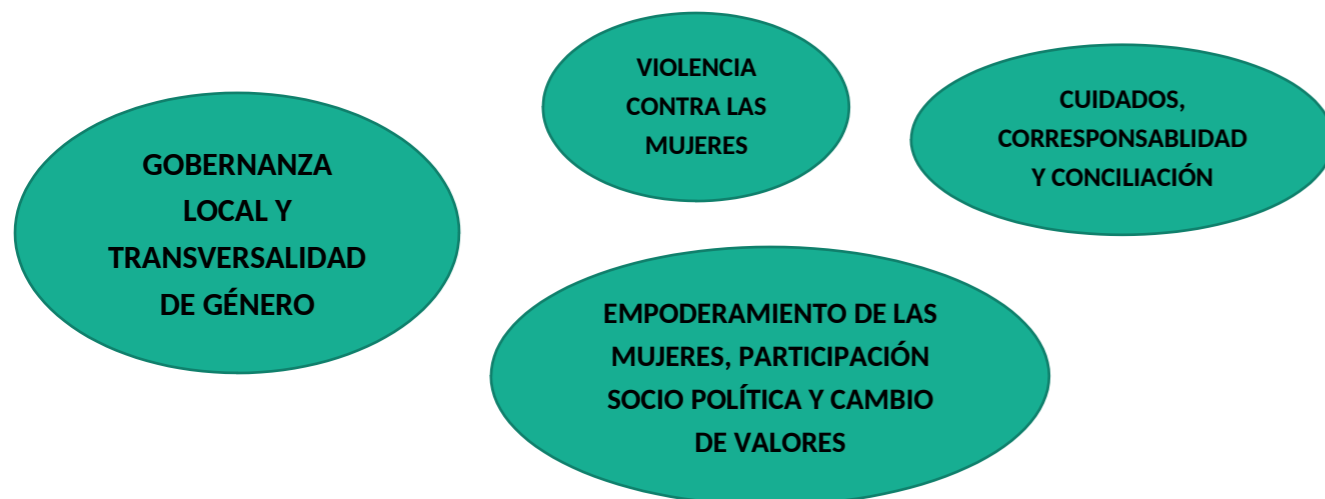 GOBERNANZA
LOCAL Y
TRANSVERSALIDAD
DE GÉNERO
VIOLENCIA
CONTRA LAS
MUJERES
CUIDADOS,
CORRESPONSABLIDAD
Y CONCILIACIÓN
EMPODERAMIENTO DE LAS
MUJERES, PARTICIPACIÓN
SOCIO POLÍTICA Y CAMBIO
DE VALORES